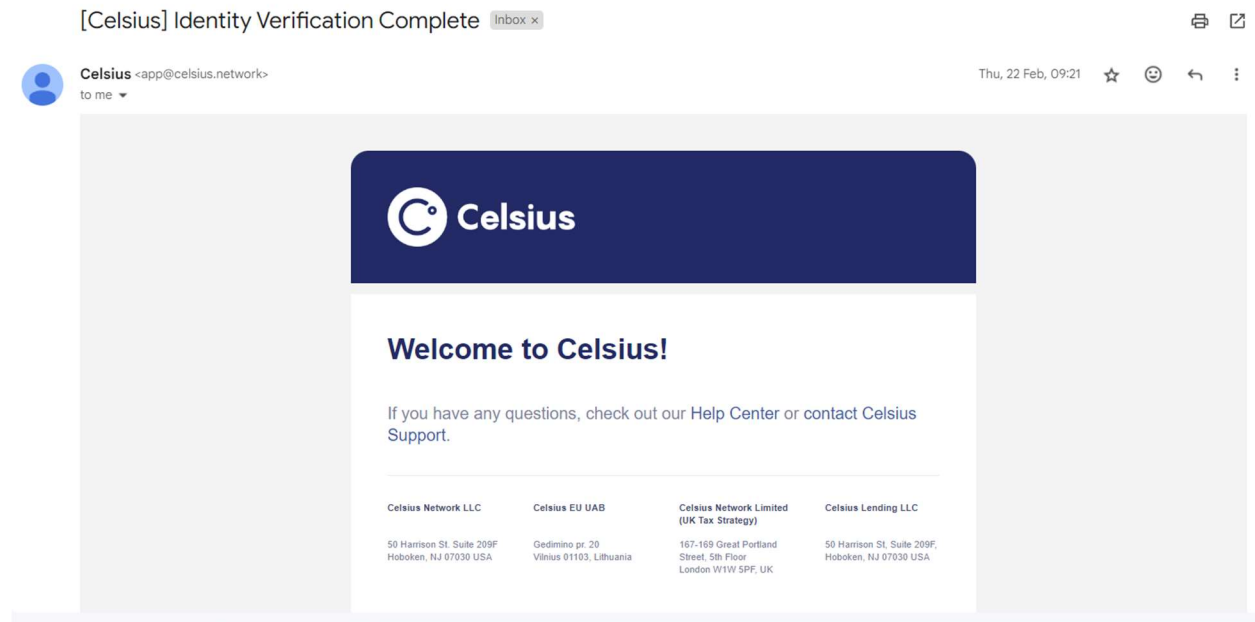 [Celsius] Identity Verification Complete Inbox ×
Celsius <app@celsius.network> Thu, 22 Feb, 09:21
to me
Celsius
Welcome to Celsius!
If you have any questions, check out our Help Center or contact Celsius
Support.
Celsius Network LLC
50 Harrison St. Suite 209F
Hoboken, NJ 07030 USA
Celsius EU UAB
Gedimino pr. 20
Vilnius 01103, Lithuania
Celsius Network Limited
(UK Tax Strategy)
167-169 Great Portland
Street, 5th Floor
London W1W 5PF, UK
Celsius Lending LLC
50 Harrison St, Suite 209F,
Hoboken, NJ 07030 USA